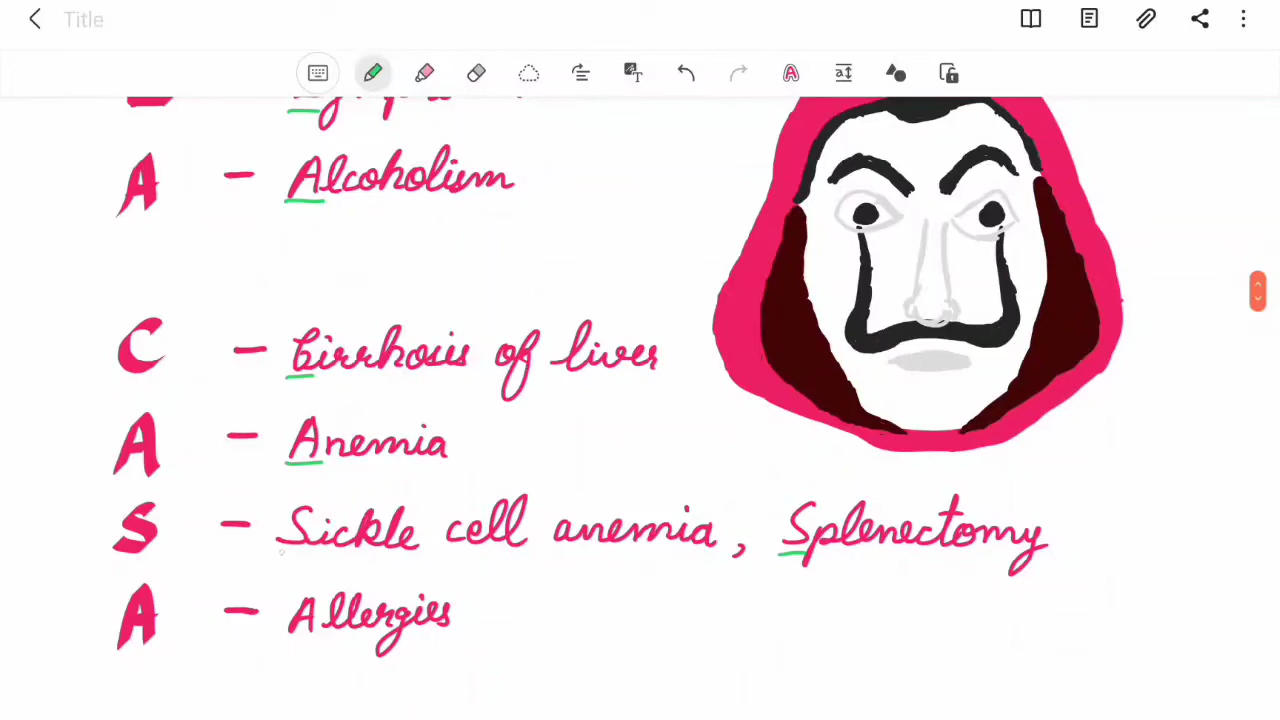 Title
A - Alcoholism
C - Cirrhosis of liver
A - Anemia
S - Sickle cell anemia, Splenectomy
A - Allergies